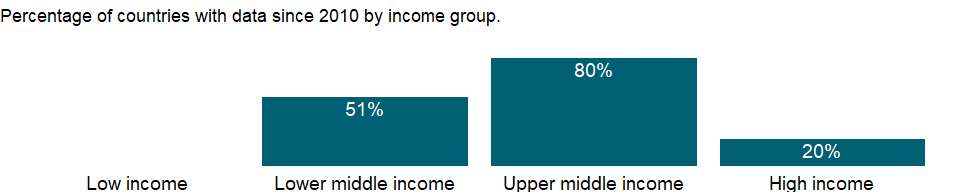 Percentage of countries with data since 2010 by income group.
80%
51%
20%
Low income Lower middle income Upper middle income High income